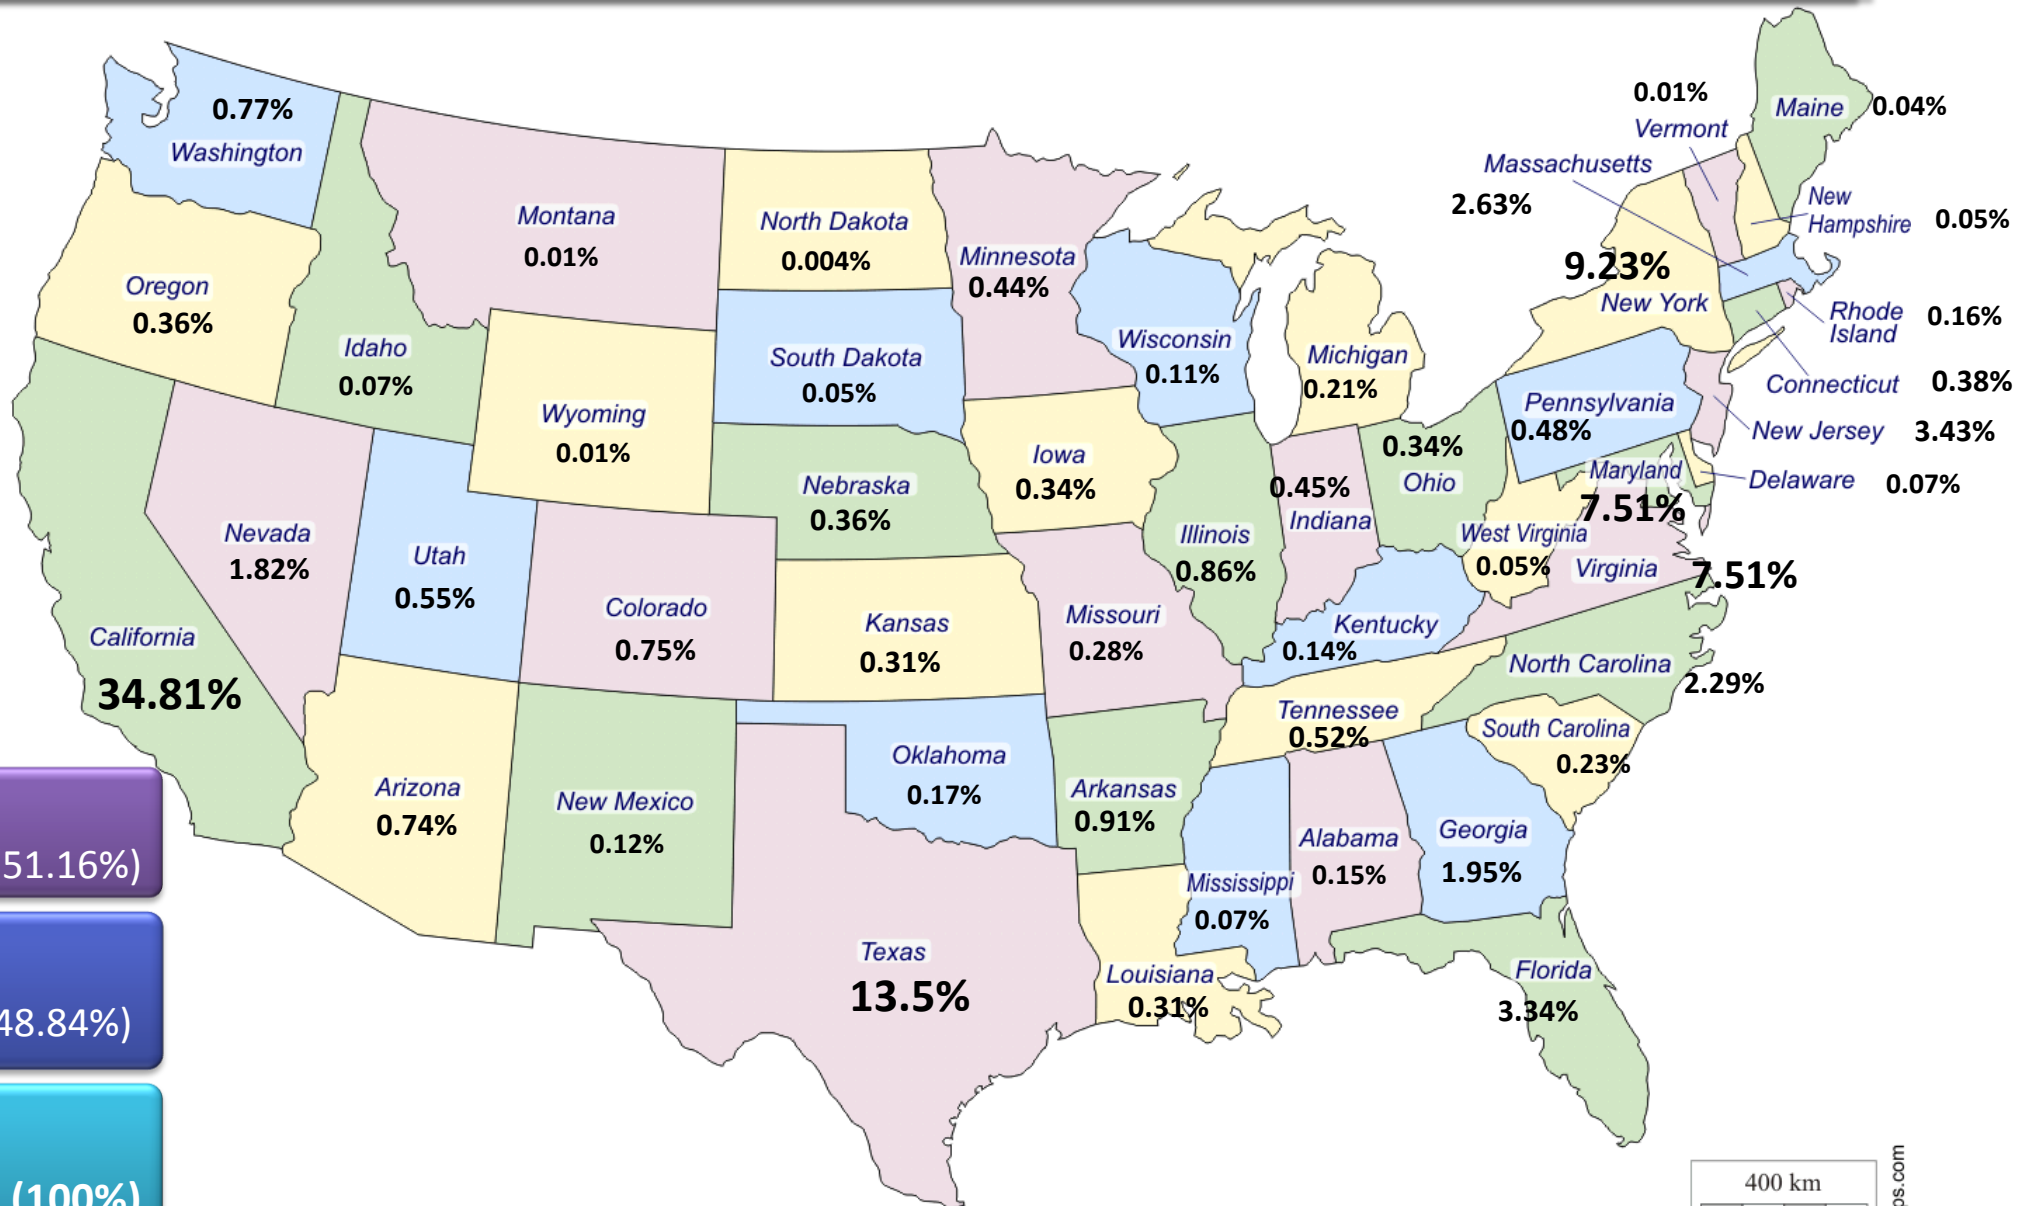 0.77%
Washington
Oregon
0.36%
Idaho
0.07%
Montana
0.01%
North Dakota
0.004%
Minnesota
0.44%
South Dakota
0.05%
Wyoming
0.01%
Nebraska
0.36%
Wisconsin
0.11%
Michigan
0.21%
Iowa
0.34%
Illinois
0.86%
0.45%
Indiana
0.34%
Ohio
0.01%
Vermont
Maine 0.04%
Massachusetts
2.63%
New
Hampshire 0.05%
9.23%
New York
Rhode
Island 0.16%
Connecticut 0.38%
New Jersey 3.43%
Delaware 0.07%
Pennsylvania
0.48%
Maryland
7.51%
West Virginia
0.05%
Virginia 7.51%
Kentucky
0.14%
North Carolina
2.29%
Tennessee
0.52%
South Carolina
0.23%
Nevada
1.82%
Utah
0.55%
Colorado
0.75%
Kansas
0.31%
Missouri
0.28%
California
34.81%
Arizona
0.74%
New Mexico
0.12%
Oklahoma
0.17%
Arkansas
0.91%
Mississippi
0.07%
Alabama
0.15%
Georgia
1.95%
Texas
13.5%
Louisiana
0.31%
Florida
3.34%
51.16%)
48.84%)
(100%)
400 km
ps.com